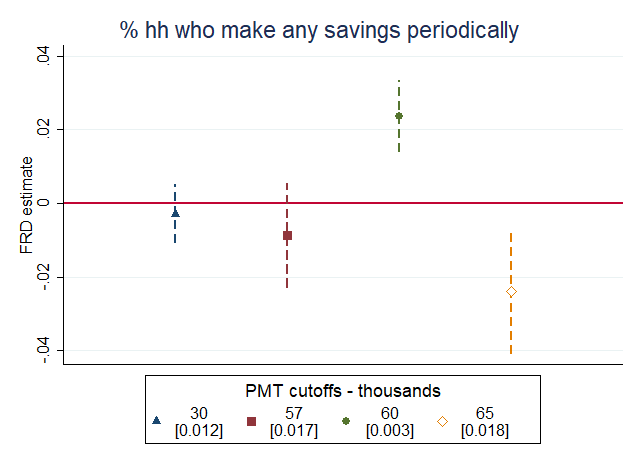 % hh who make any savings periodically
FRD estimate
.04
.02
0
-.02
-.04
PMT cutoffs - thousands
30 57 60 65
[0.012] [0.017] [0.003] [0.018]